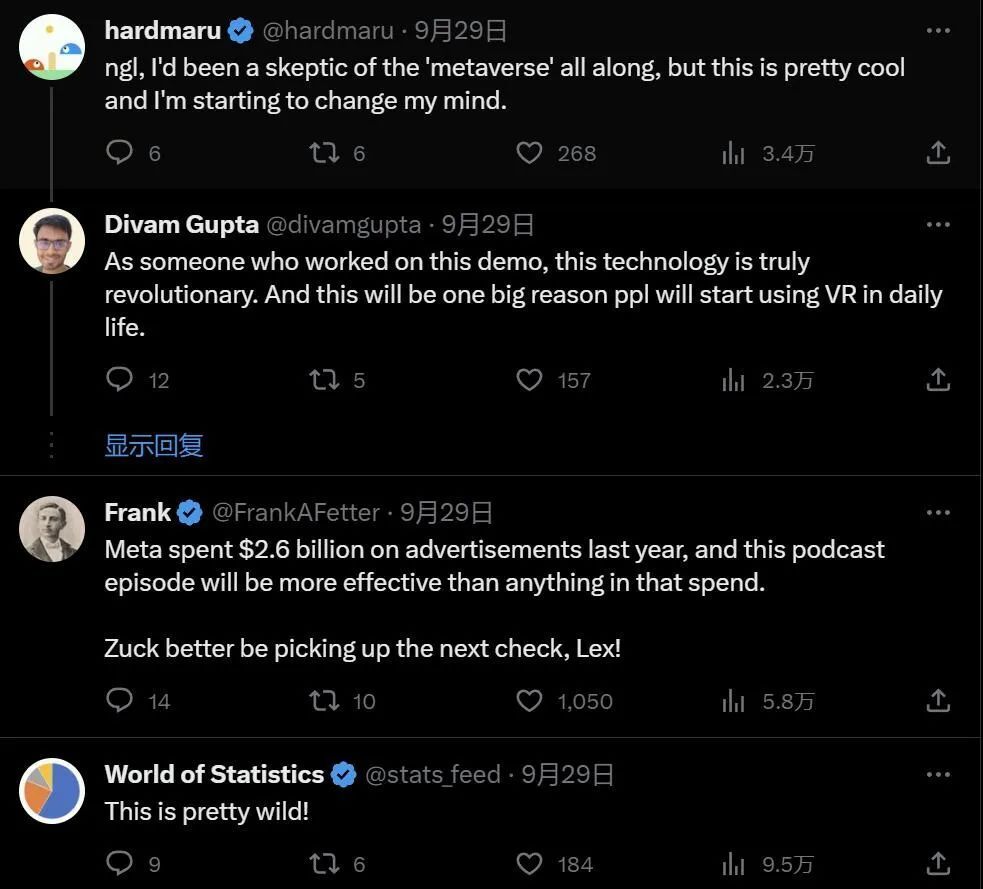 hardmaru @hardmaru · 9月29日
ngl, I'd been a skeptic of the 'metaverse' all along, but this is pretty cool
and I'm starting to change my mind.
6 6 268 3.4万
Divam Gupta @divamgupta · 9月29日
As someone who worked on this demo, this technology is truly
revolutionary. And this will be one big reason ppl will start using VR in daily
life.
12 5 157 2.3万
显示回复
Frank @FrankAFetter · 9月29日
Meta spent $2.6 billion on advertisements last year, and this podcast
episode will be more effective than anything in that spend.
Zuck better be picking up the next check, Lex!
14 10 1,050 5.8万
World of Statistics @stats_feed · 9月29日
This is pretty wild!
9 6 184 9.5万